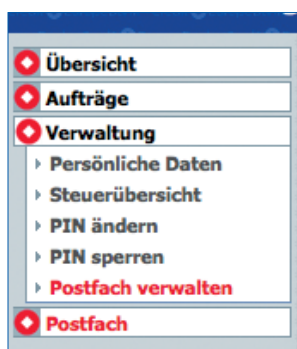 Übersicht
Aufträge
Verwaltung
Persönliche Daten
Steuerübersicht
PIN ändern
PIN sperren
Postfach verwalten
Postfach